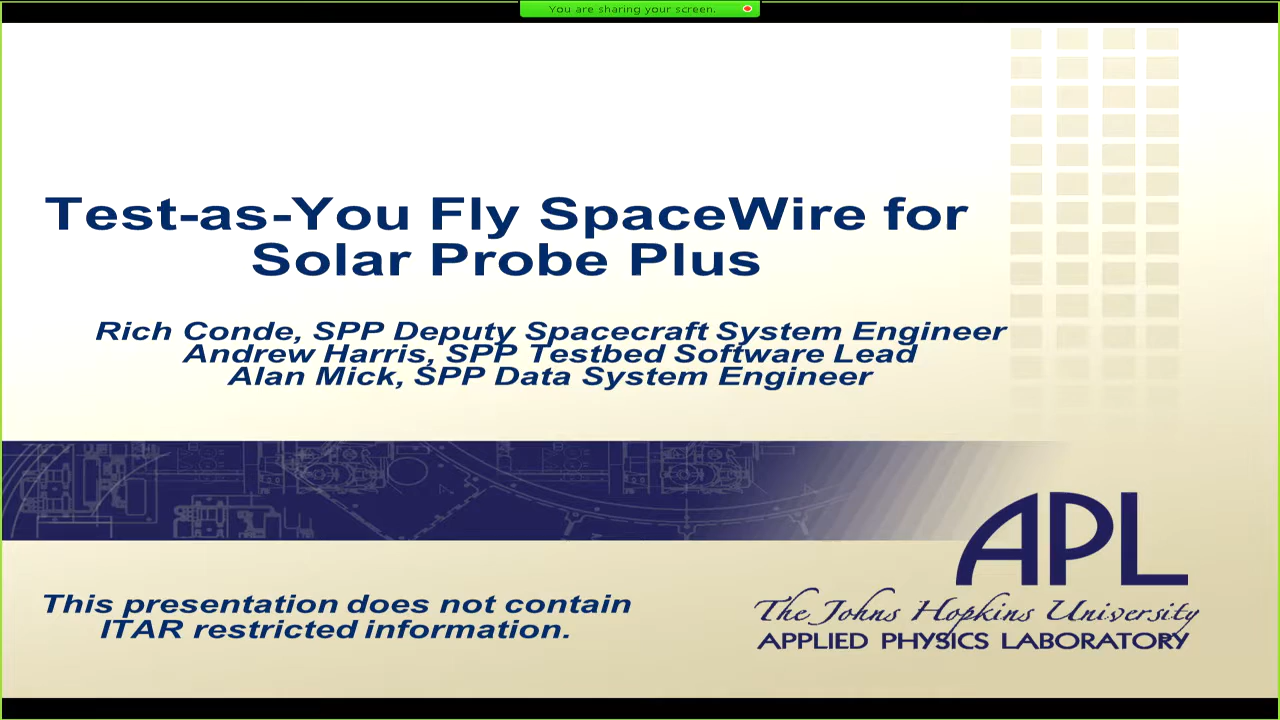 You are sharing your screen.
Test-as-You Fly SpaceWire for
Solar Probe Plus
Rich Conde, SPP Deputy Spacecraft System Engineer
Andrew Harris, SPP Testbed Software Lead
Alan Mick, SPP Data System Engineer
APL
This presentation does not contain
ITAR restricted information.
The Johns Hopkins University
APPLIED PHYSICS LABORATORY